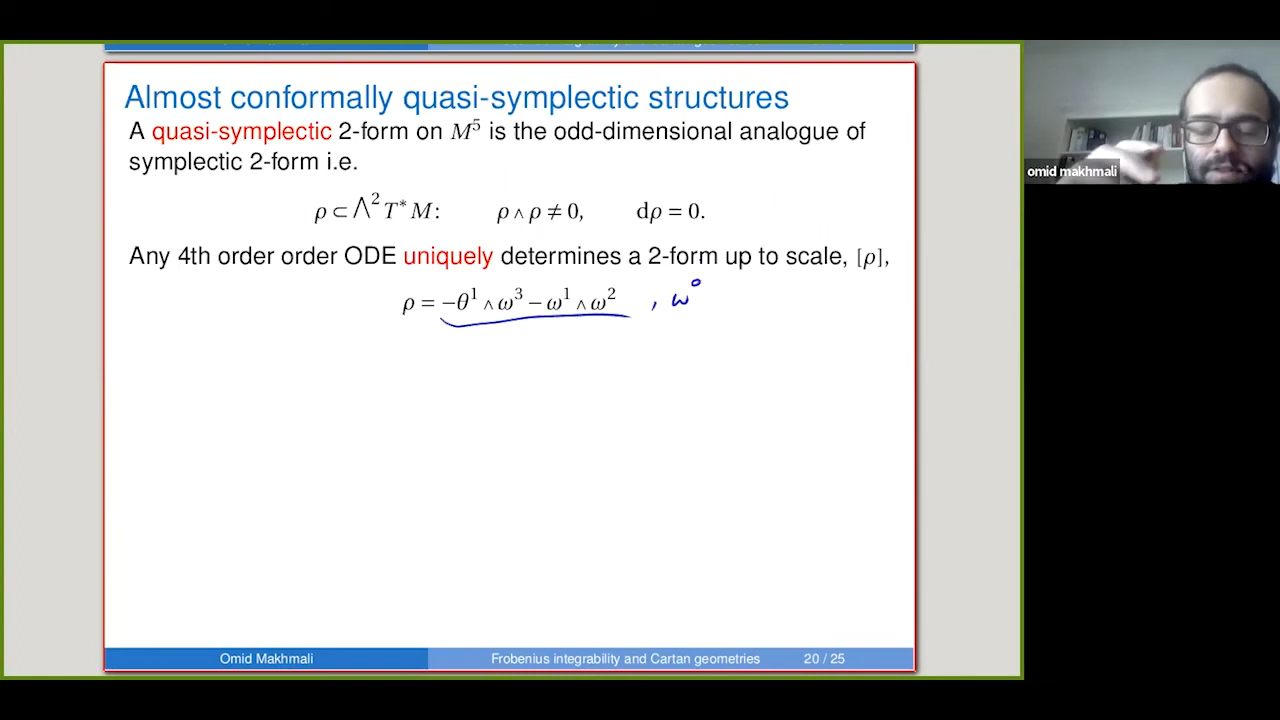 Almost conformally quasi-symplectic structures
A quasi-symplectic 2-form on M⁵ is the odd-dimensional analogue of
symplectic 2-form i.e.
ρ ⊂ ⋀² T* M: ρ ∧ ρ ≠ 0, dρ = 0.
Any 4th order order ODE uniquely determines a 2-form up to scale, [ρ],
ρ = −θ¹ ∧ ω³ − ω¹ ∧ ω² , ω⁰
Omid Makhmali Frobenius integrability and Cartan geometries 20 / 25
omid makhmali